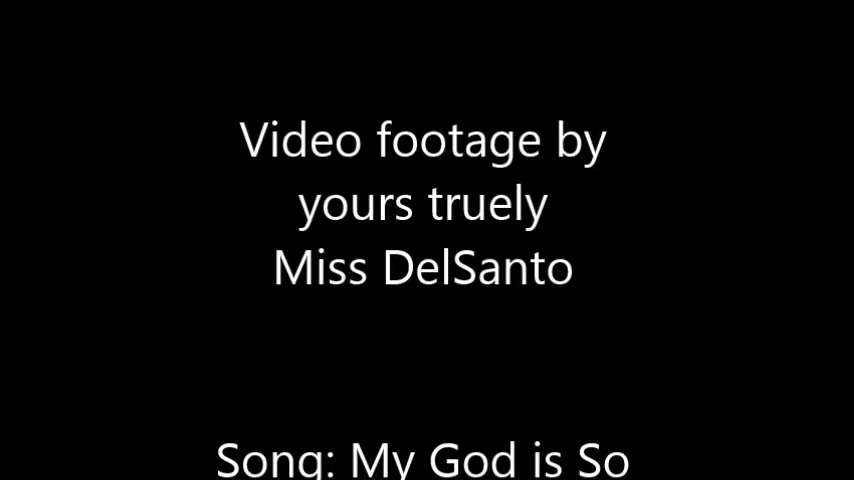 Video footage by
yours truely
Miss DelSanto
Song: My God is So